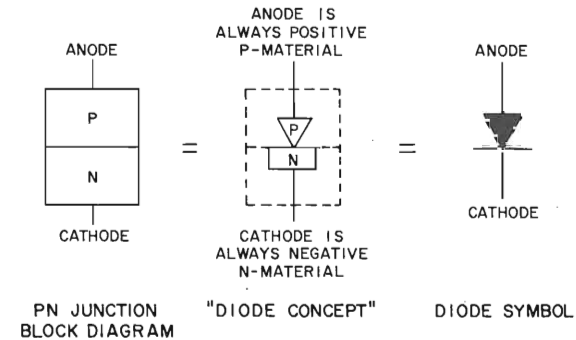 ANODE
P
N
CATHODE
PN JUNCTION
BLOCK DIAGRAM
=
ANODE IS
ALWAYS POSITIVE
P-MATERIAL
P
N
CATHODE IS
ALWAYS NEGATIVE
N-MATERIAL
"DIODE CONCEPT"
=
ANODE
CATHODE
DIODE SYMBOL